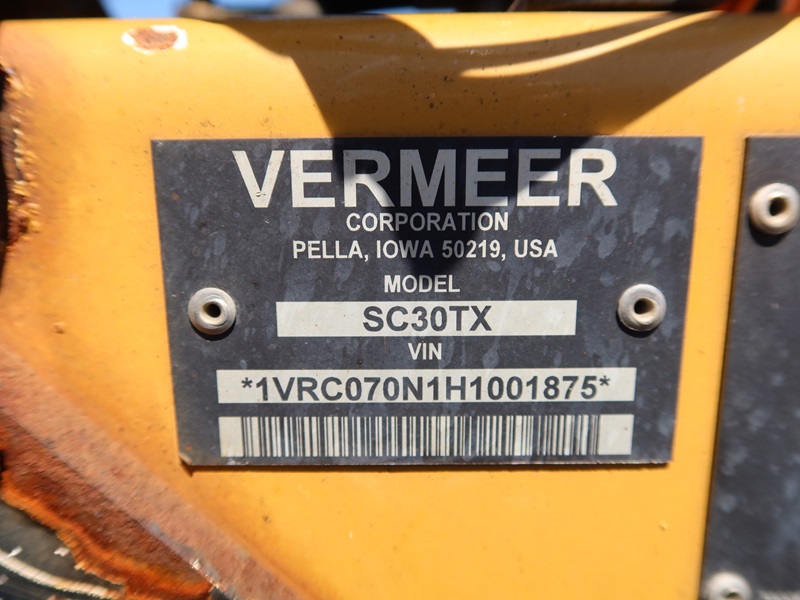 VERMEER
CORPORATION
PELLA, IOWA 50219, USA
MODEL
SC30TX
VIN
*1VRC070N1H1001875*